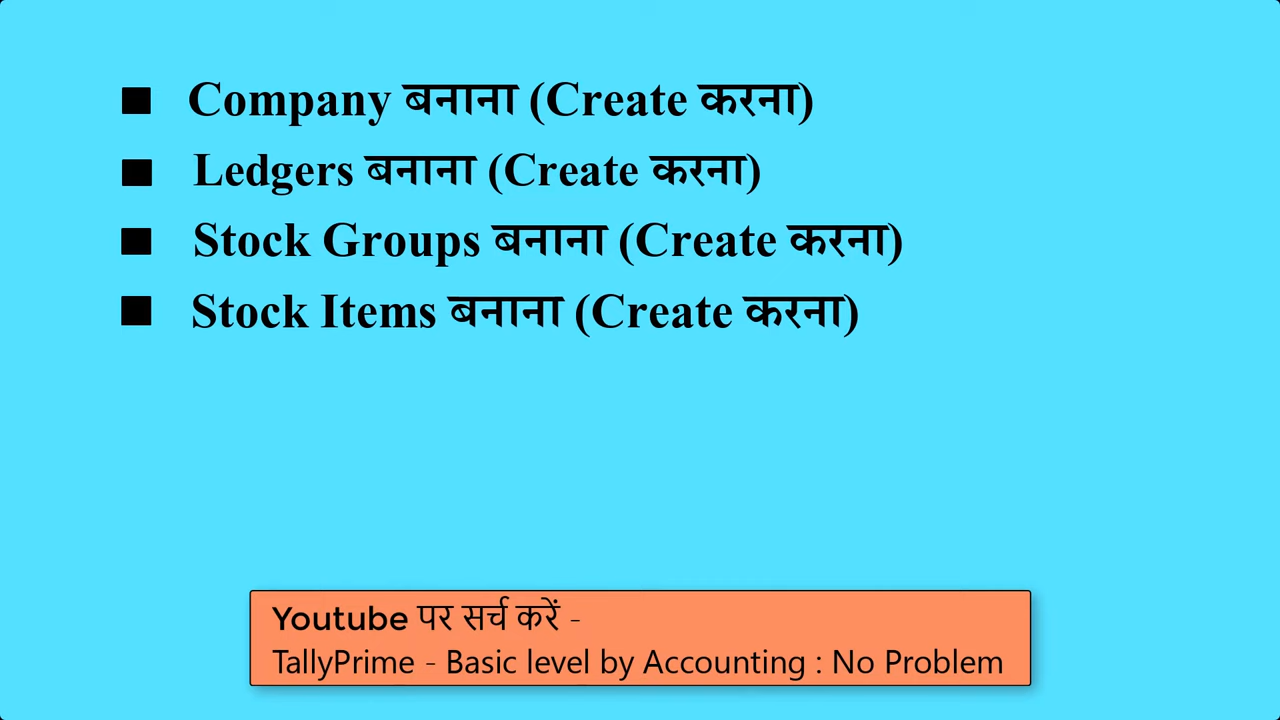 ■ Company बनाना (Create करना)
■ Ledgers बनाना (Create करना)
■ Stock Groups बनाना (Create करना)
■ Stock Items बनाना (Create करना)
Youtube पर सर्च करें -
TallyPrime - Basic level by Accounting : No Problem